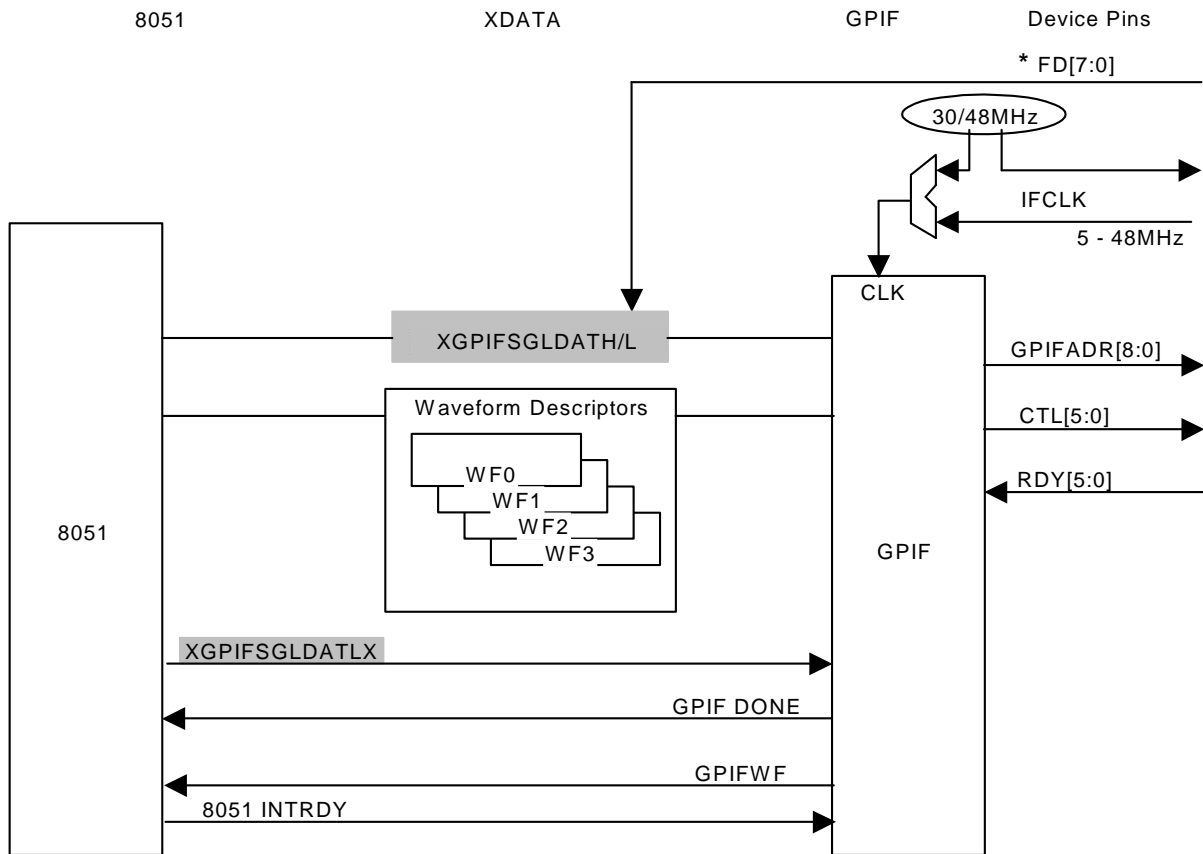 8051 XDATA GPIF Device Pins
* FD[7:0]
30/48MHz
IFCLK
5 - 48MHz
CLK
XGPIFSGLDATH/L
GPIFADR[8:0]
Waveform Descriptors
CTL[5:0]
WF0
RDY[5:0]
WF1
WF2
8051
WF3
GPIF
XGPIFSGLDATLX
GPIF DONE
GPIFWF
8051 INTRDY